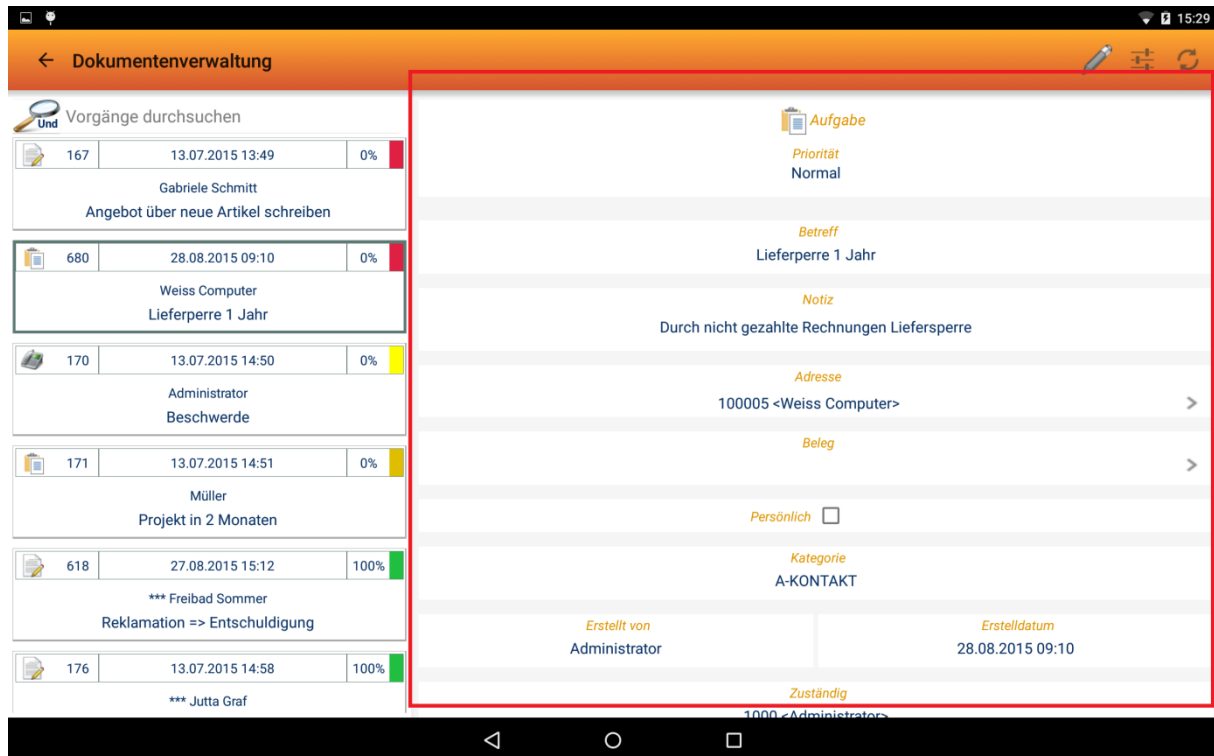 15:29
Dokumentenverwaltung
Und Vorgänge durchsuchen
167 13.07.2015 13:49 0%
Gabriele Schmitt
Angebot über neue Artikel schreiben
680 28.08.2015 09:10 0%
Weiss Computer
Lieferperre 1 Jahr
170 13.07.2015 14:50 0%
Administrator
Beschwerde
171 13.07.2015 14:51 0%
Müller
Projekt in 2 Monaten
618 27.08.2015 15:12 100%
*** Freibad Sommer
Reklamation => Entschuldigung
176 13.07.2015 14:58 100%
*** Jutta Graf
Aufgabe
Priorität
Normal
Betreff
Lieferperre 1 Jahr
Notiz
Durch nicht gezahlte Rechnungen Liefersperre
Adresse
100005 <Weiss Computer>
Beleg
Persönlich
Kategorie
A-KONTAKT
Erstellt von Erstelldatum
Administrator 28.08.2015 09:10
Zuständig
1000 <Administrator>